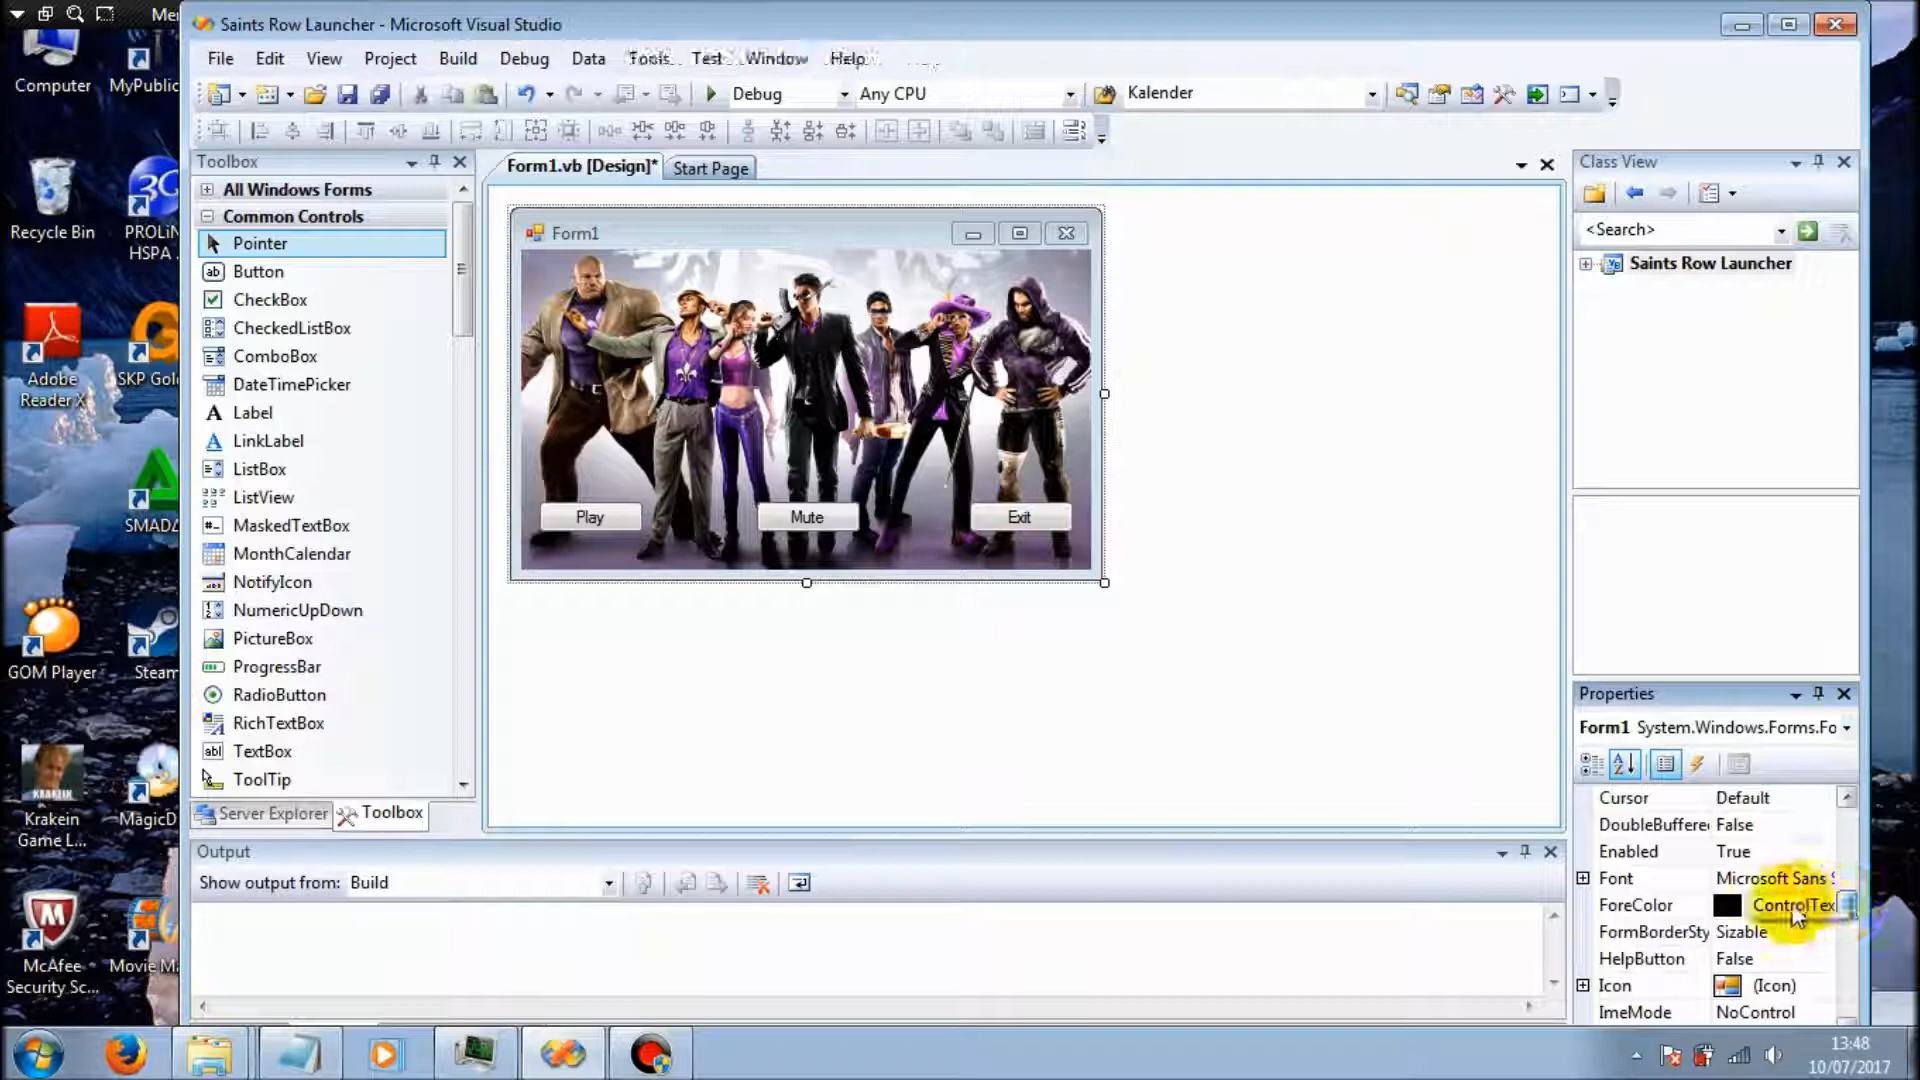 Me
Saints Row Launcher - Microsoft Visual Studio
File Edit View Project Build Debug Data Tools Test Window Help
Debug Any CPU Kalender
Computer
MyPublic
Recycle Bin
PROLiN
HSPA
Adobe
Reader X
SKP Gol
SMADA
GOM Player
Steam
Krakein
Game L...
MagicD
McAfee
Security Sc...
Movie Ma
Toolbox
All Windows Forms
Common Controls
Pointer
Button
CheckBox
CheckedListBox
ComboBox
DateTimePicker
Label
LinkLabel
ListBox
ListView
MaskedTextBox
MonthCalendar
NotifyIcon
NumericUpDown
PictureBox
ProgressBar
RadioButton
RichTextBox
TextBox
ToolTip
Server Explorer Toolbox
Form1.vb [Design]* Start Page
Form1
Play Mute Exit
Output
Show output from: Build
Class View
<Search>
Saints Row Launcher
Properties
Form1 System.Windows.Forms.Fo
Cursor Default
DoubleBuffere False
Enabled True
Font Microsoft Sans S
ForeColor ControlTex
FormBorderSty Sizable
HelpButton False
Icon (Icon)
ImeMode NoControl
13:48
10/07/2017